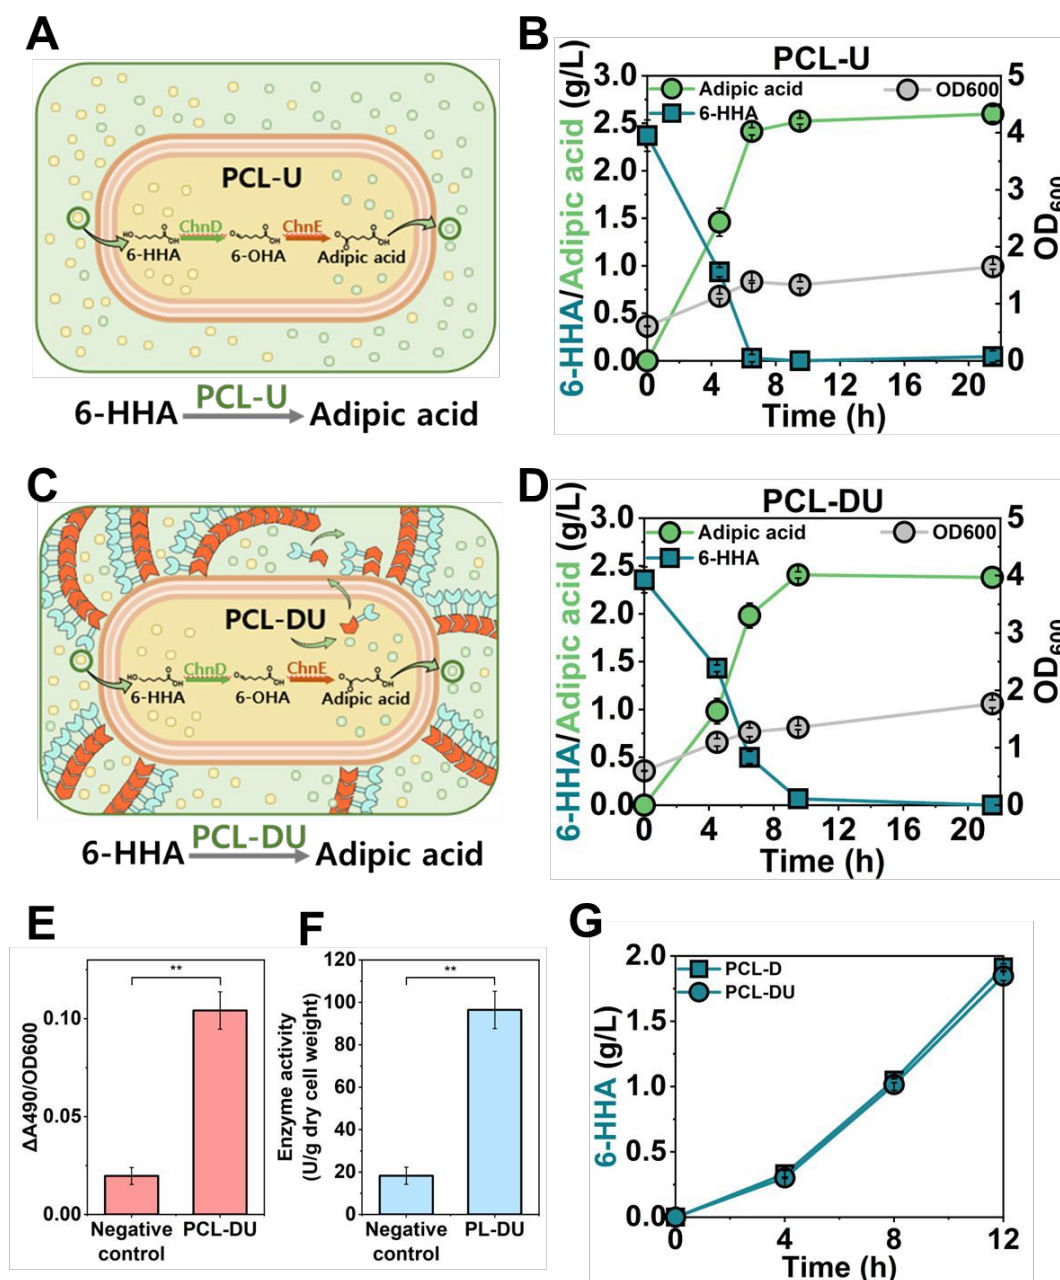 A
PCL-U
ChnD
ChnE
HO
O
OH
O
OH
O
O
OH
6-HHA
6-OHA
Adipic acid
6-HHA PCL-U Adipic acid
B
PCL-U
6-HHA/Adipic acid (g/L)
3.0
2.5
2.0
1.5
1.0
0.5
0.0
Adipic acid
6-HHA
OD600
5
4
3
2
1
0
OD600
0 4 8 12 16 20
Time (h)
C
PCL-DU
ChnD
ChnE
HO
O
OH
O
OH
O
O
OH
6-HHA
6-OHA
Adipic acid
6-HHA PCL-DU Adipic acid
D
PCL-DU
6-HHA/Adipic acid (g/L)
3.0
2.5
2.0
1.5
1.0
0.5
0.0
Adipic acid
6-HHA
OD600
5
4
3
2
1
0
OD600
0 4 8 12 16 20
Time (h)
E
ΔA490/OD600
0.10
0.05
0.00
**
Negative
control
PCL-DU
F
Enzyme activity
(U/g dry cell weight)
120
100
80
60
40
20
0
**
Negative
control
PL-DU
G
6-HHA (g/L)
2.0
1.5
1.0
0.5
0.0
PCL-D
PCL-DU
0 4 8 12
Time (h)